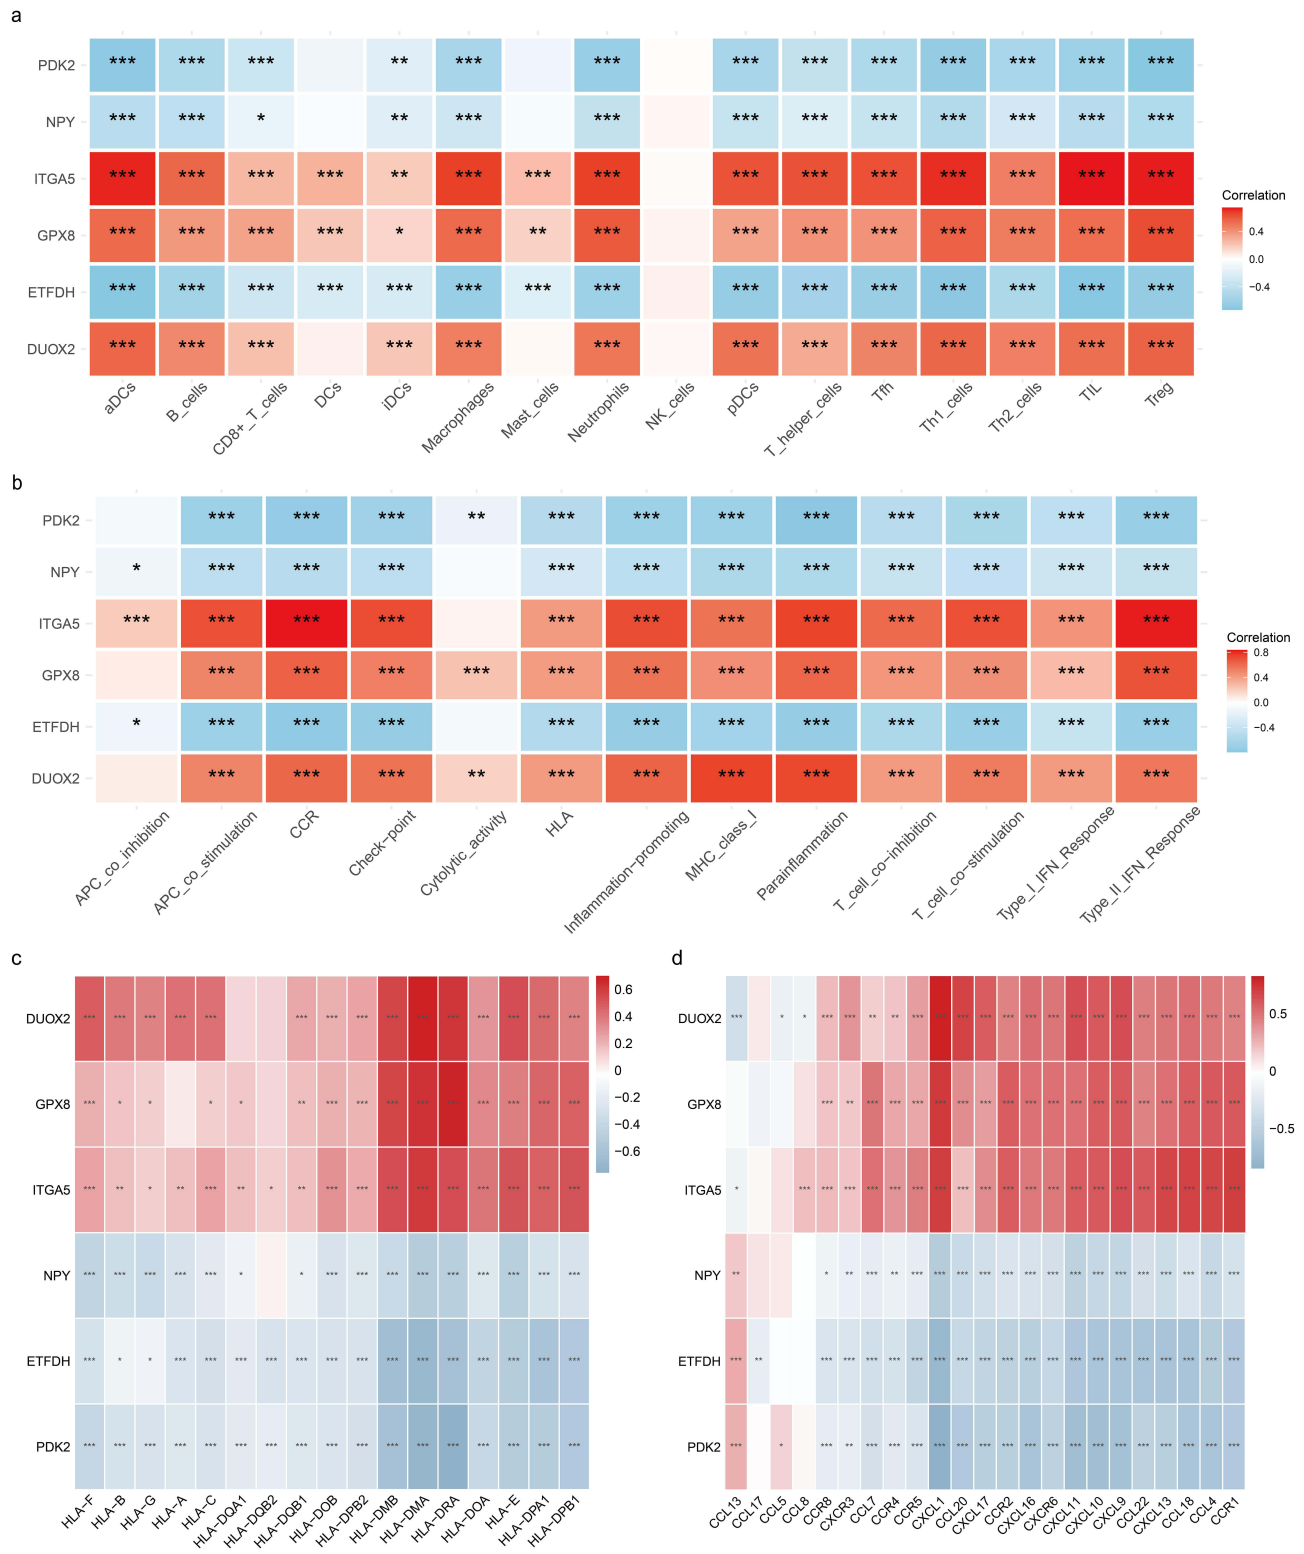 a
PDK2 *** *** *** ** *** *** *** *** *** *** *** *** ***
NPY *** *** * ** *** *** *** *** *** *** *** *** ***
ITGA5 *** *** *** *** ** *** *** *** *** *** *** *** *** *** ***
GPX8 *** *** *** *** * *** ** *** *** *** *** *** *** *** ***
ETFDH *** *** *** *** *** *** *** *** *** *** *** *** *** *** ***
DUOX2 *** *** *** *** *** *** *** *** *** *** *** *** ***
aDCs B_cells CD8+_T_cells DCs iDCs Macrophages Mast_cells Neutrophils NK_cells pDCs T_helper_cells Tfh Th1_cells Th2_cells TIL Treg
Correlation
0.4
0.0
−0.4
b
PDK2 *** *** *** ** *** *** *** *** *** *** *** ***
NPY * *** *** *** *** *** *** *** *** *** *** ***
ITGA5 *** *** *** *** *** *** *** *** *** *** *** ***
GPX8 *** *** *** *** *** *** *** *** *** *** *** ***
ETFDH * *** *** *** *** *** *** *** *** *** *** ***
DUOX2 *** *** *** ** *** *** *** *** *** *** *** ***
APC_co_inhibition APC_co_stimulation CCR Check−point Cytolytic_activity HLA Inflammation−promoting MHC_class_I Parainflammation T_cell_co−inhibition T_cell_co−stimulation Type_I_IFN_Response Type_II_IFN_Response
Correlation
0.8
0.4
0.0
−0.4
c
DUOX2 *** *** *** *** *** *** *** *** *** *** *** *** *** *** ***
GPX8 *** * * * * ** *** *** *** *** *** *** *** *** ***
ITGA5 *** ** * ** *** ** * ** *** *** *** *** *** *** *** *** ***
NPY *** *** *** *** *** * * *** *** *** *** *** *** *** *** ***
ETFDH *** * * *** *** *** *** *** *** *** *** *** *** *** *** *** ***
PDK2 *** *** *** *** *** *** *** *** *** *** *** *** *** *** *** *** ***
HLA−F HLA−B HLA−G HLA−A HLA−C HLA−DQA1 HLA−DQB2 HLA−DQB1 HLA−DOB HLA−DPB2 HLA−DMB HLA−DMA HLA−DRA HLA−DOA HLA−E HLA−DPA1 HLA−DPB1
0.6
0.4
0.2
0
−0.2
−0.4
−0.6
d
DUOX2 *** * * *** *** ** ** *** *** *** *** *** *** *** *** *** *** *** *** *** *** ***
GPX8 *** ** *** *** *** *** *** *** *** *** *** *** *** *** *** *** *** *** ***
ITGA5 * *** *** *** *** *** *** *** *** *** *** *** *** *** *** *** *** *** *** *** ***
NPY ** * ** *** ** *** *** *** *** *** *** *** *** *** *** *** *** *** *** ***
ETFDH *** ** *** *** *** *** *** *** *** *** *** *** *** *** *** *** *** *** *** *** ***
PDK2 *** * *** ** *** *** *** *** *** *** *** *** *** *** *** *** *** *** *** *** ***
CCL13 CCL17 CCL5 CCL8 CCR8 CXCR3 CCL7 CCR4 CCR5 CXCL1 CCL20 CXCL17 CCR2 CXCL16 CXCR6 CXCL11 CXCL10 CXCL9 CCL22 CXCL13 CCL18 CCL4 CCR1
0.5
0
−0.5